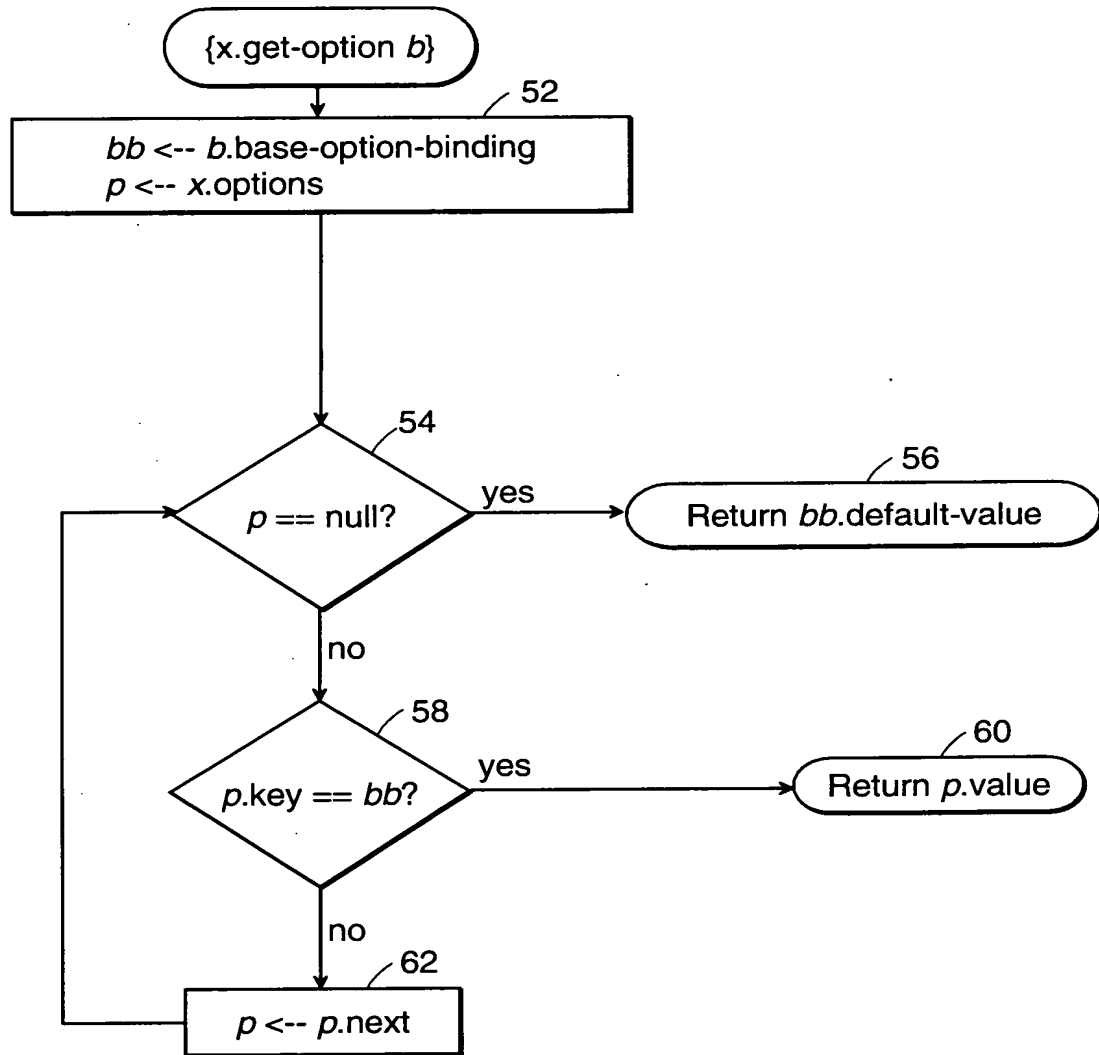 {x.get-option b}
52
bb <-- b.base-option-binding
p <-- x.options
54
p == null?
yes
56
Return bb.default-value
no
58
p.key == bb?
yes
60
Return p.value
no
62
p <-- p.next